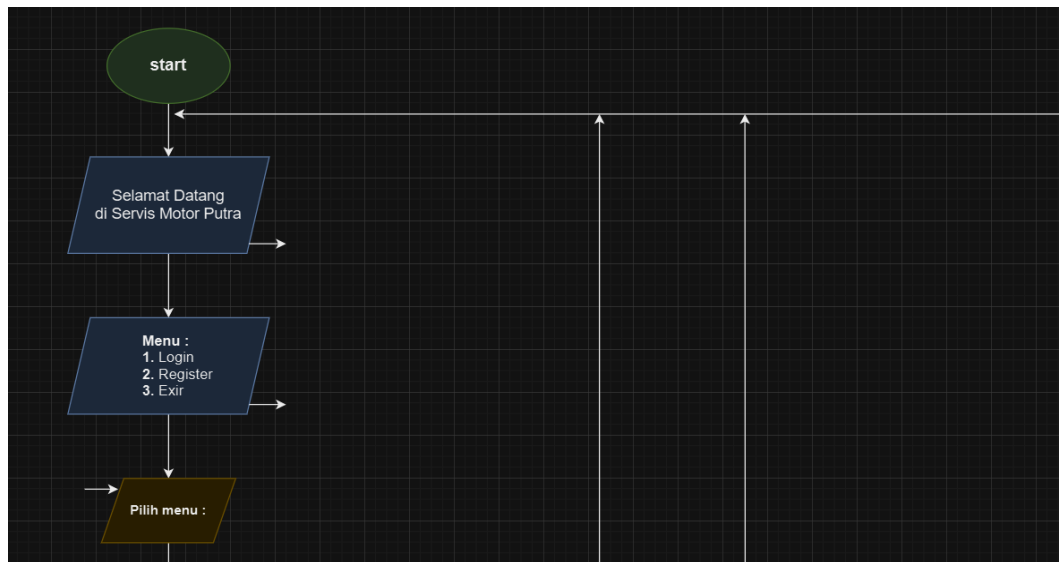 start
Selamat Datang
di Servis Motor Putra
Menu :
1. Login
2. Register
3. Exir
Pilih menu :